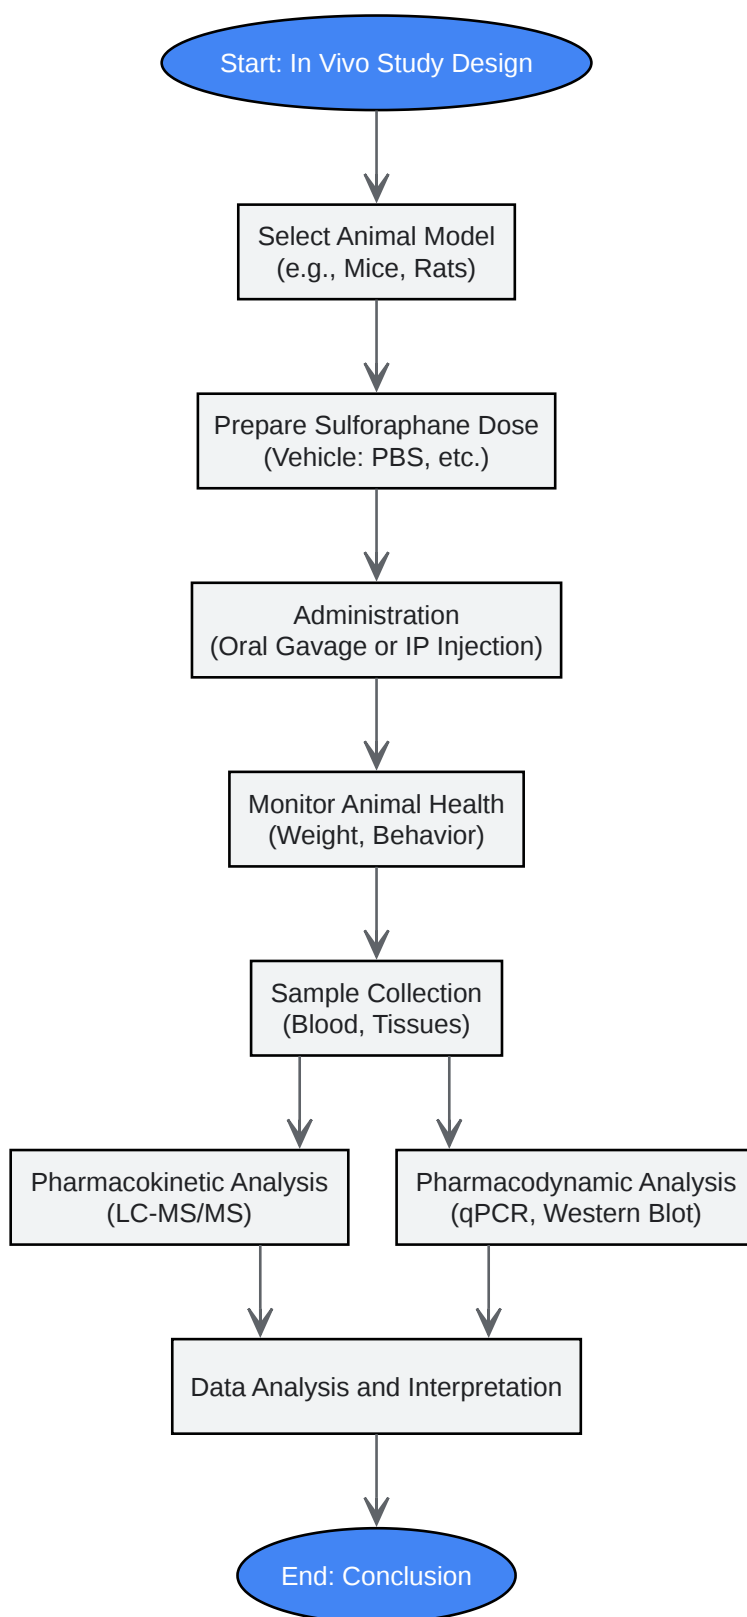 Start: In Vivo Study Design
Select Animal Model
(e.g., Mice, Rats)
Prepare Sulforaphane Dose
(Vehicle: PBS, etc.)
Administration
(Oral Gavage or IP Injection)
Monitor Animal Health
(Weight, Behavior)
Sample Collection
(Blood, Tissues)
Pharmacokinetic Analysis
(LC-MS/MS)
Pharmacodynamic Analysis
(qPCR, Western Blot)
Data Analysis and Interpretation
End: Conclusion